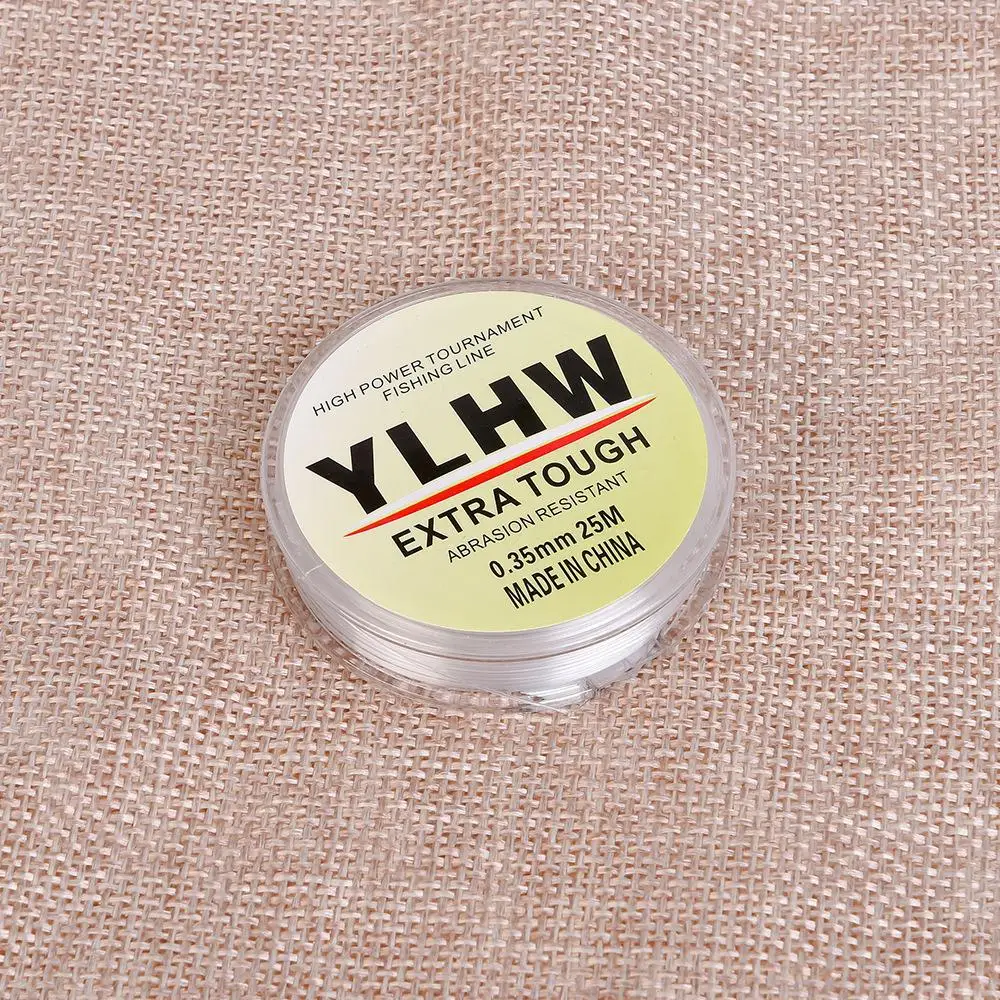 HIGH POWER TOURNAMENT
FISHING LINE
YLHW
EXTRA TOUGH
ABRASION RESISTANT
0.35mm 25M
MADE IN CHINA